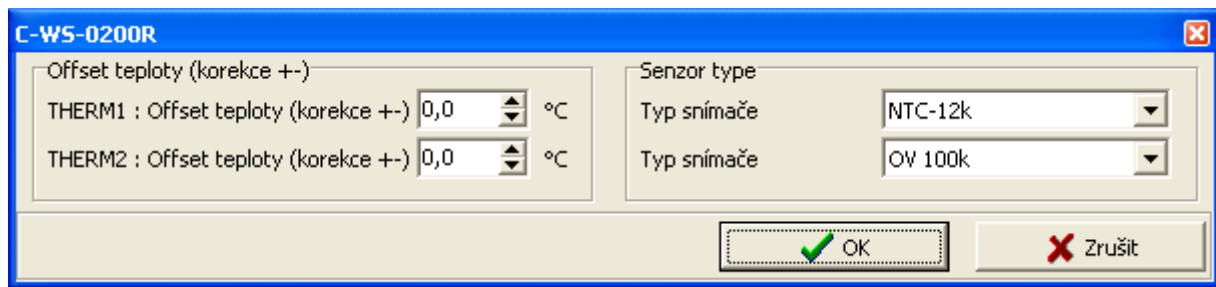 C-WS-0200R
Offset teploty (korekce +-)
THERM1 : Offset teploty (korekce +-) 0,0 °C
THERM2 : Offset teploty (korekce +-) 0,0 °C
Senzor type
Typ snímače NTC-12k
Typ snímače OV 100k
OK
Zrušit